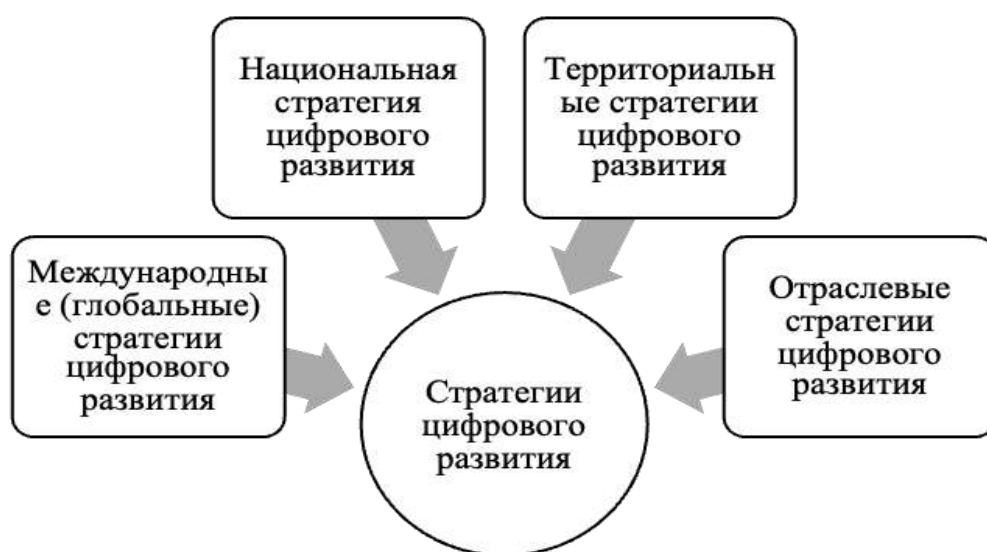 Национальная
стратегия
цифрового
развития
Территориальн
ые стратегии
цифрового
развития
Международны
е (глобальные)
стратегии
цифрового
развития
Отраслевые
стратегии
цифрового
развития
Стратегии
цифрового
развития